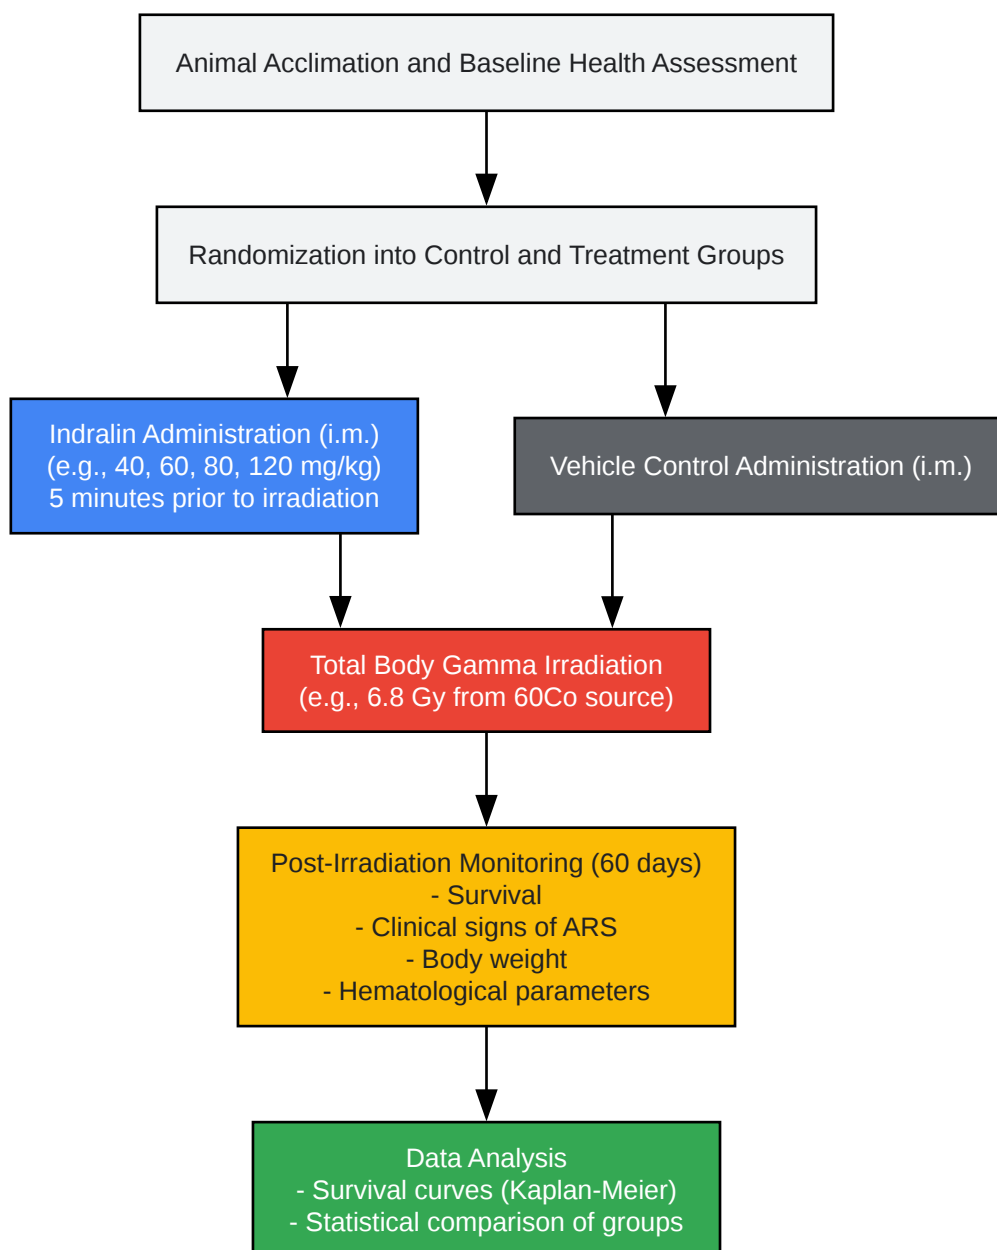 Animal Acclimation and Baseline Health Assessment
Randomization into Control and Treatment Groups
Indralin Administration (i.m.)
(e.g., 40, 60, 80, 120 mg/kg)
5 minutes prior to irradiation
Vehicle Control Administration (i.m.)
Total Body Gamma Irradiation
(e.g., 6.8 Gy from 60Co source)
Post-Irradiation Monitoring (60 days)
- Survival
- Clinical signs of ARS
- Body weight
- Hematological parameters
Data Analysis
- Survival curves (Kaplan-Meier)
- Statistical comparison of groups